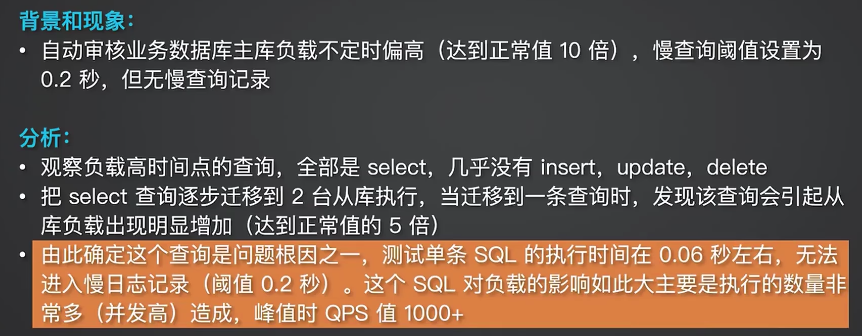 背景和现象：
• 自动审核业务数据库主库负载不定时偏高（达到正常值 10 倍），慢查询阈值设置为
0.2 秒，但无慢查询记录
分析：
• 观察负载高时间点的查询，全部是 select，几乎没有 insert，update，delete
• 把 select 查询逐步迁移到 2 台从库执行，当迁移到一条查询时，发现该查询会引起从
库负载出现明显增加（达到正常值的 5 倍）
• 由此确定这个查询是问题根因之一，测试单条 SQL 的执行时间在 0.06 秒左右，无法
进入慢日志记录（阈值 0.2 秒）。这个 SQL 对负载的影响如此大主要是执行的数量非
常多（并发高）造成，峰值时 QPS 值 1000+